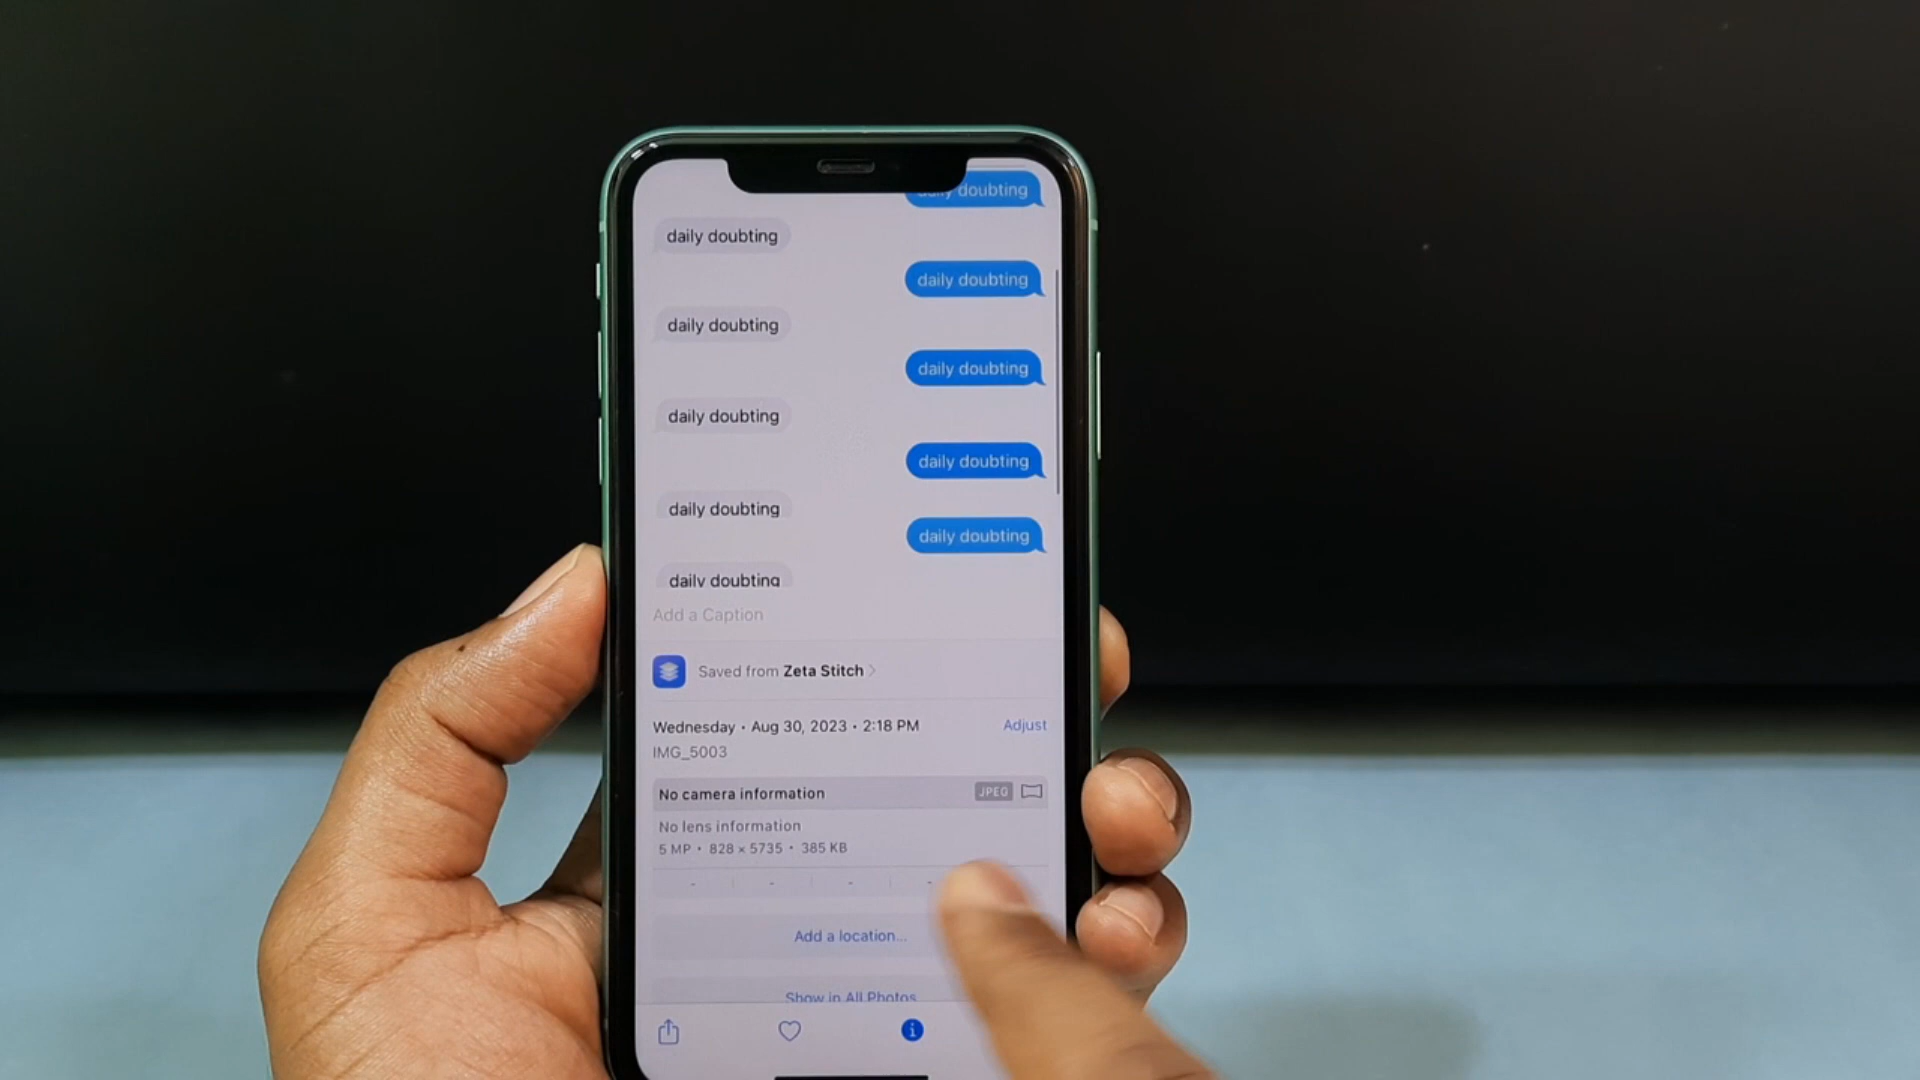 daily doubting
daily doubting
daily doubting
daily doubting
daily doubting
daily doubting
daily doubting
daily doubting
daily doubting
daily doubting
Add a Caption
Saved from Zeta Stitch
Wednesday • Aug 30, 2023 • 2:18 PM Adjust
IMG_5003
No camera information JPEG
No lens information
5 MP • 828 × 5735 • 385 KB
- - - -
Add a location...
Show in All Photos